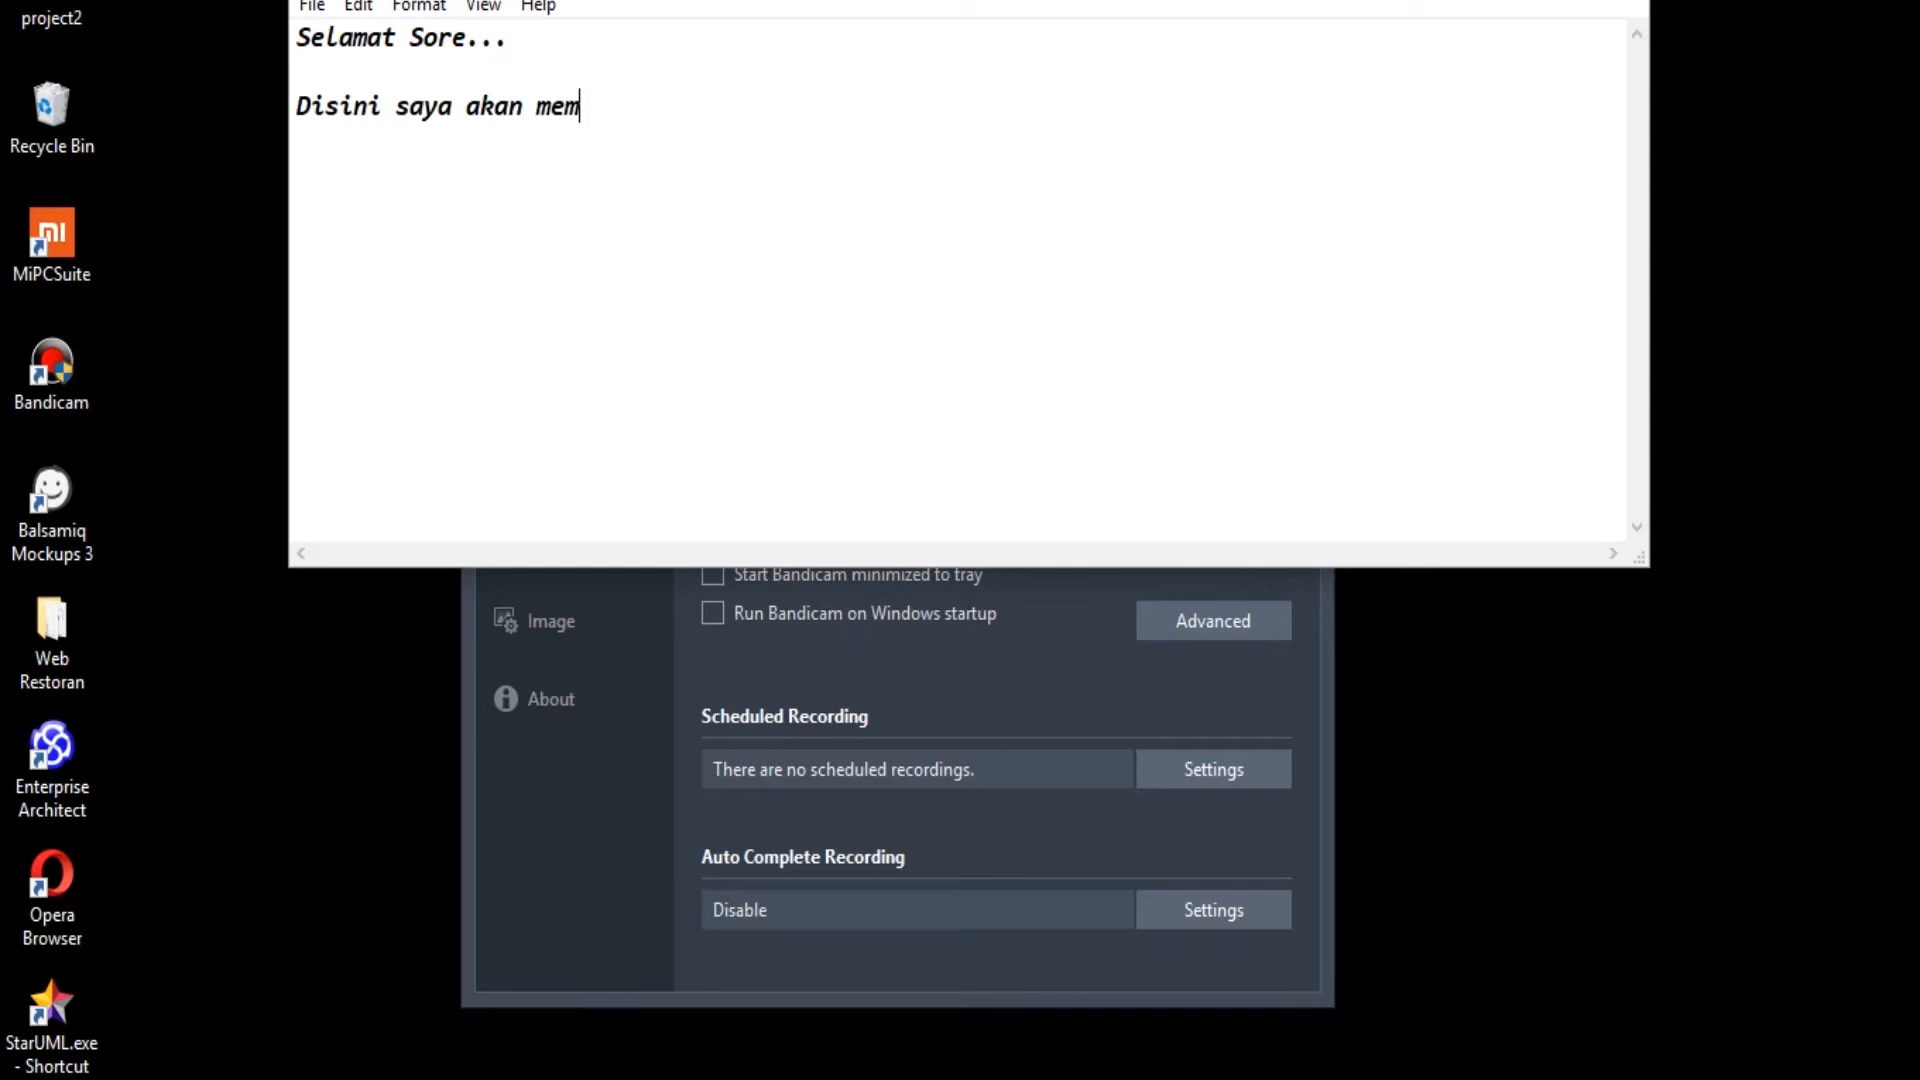 project2
Recycle Bin
MiPCSuite
Bandicam
Balsamiq
Mockups 3
Web
Restoran
Enterprise
Architect
Opera
Browser
StarUML.exe
- Shortcut
File Edit Format View Help
Selamat Sore...
Disini saya akan mem
Start Bandicam minimized to tray
Run Bandicam on Windows startup
Advanced
Image
About
Scheduled Recording
There are no scheduled recordings.
Settings
Auto Complete Recording
Disable
Settings